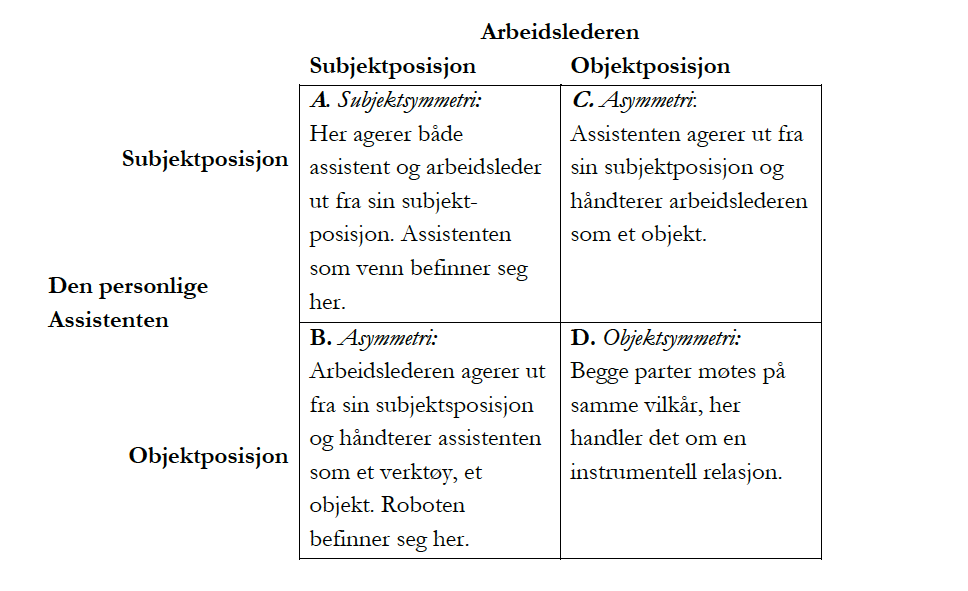 Arbeidslederen
Subjektposisjon
Objektposisjon
Subjektposisjon
A. Subjektsymmetri:
Her agerer både
assistent og arbeidsleder
ut fra sin subjekt-
posisjon. Assistenten
som venn befinner seg
her.
C. Asymmetri:
Assistenten agerer ut fra
sin subjektposisjon og
håndterer arbeidslederen
som et objekt.
Den personlige
Assistenten
Objektposisjon
B. Asymmetri:
Arbeidslederen agerer ut
fra sin subjektsposisjon
og håndterer assistenten
som et verktøy, et
objekt. Roboten
befinner seg her.
D. Objektsymmetri:
Begge parter møtes på
samme vilkår, her
handler det om en
instrumentell relasjon.